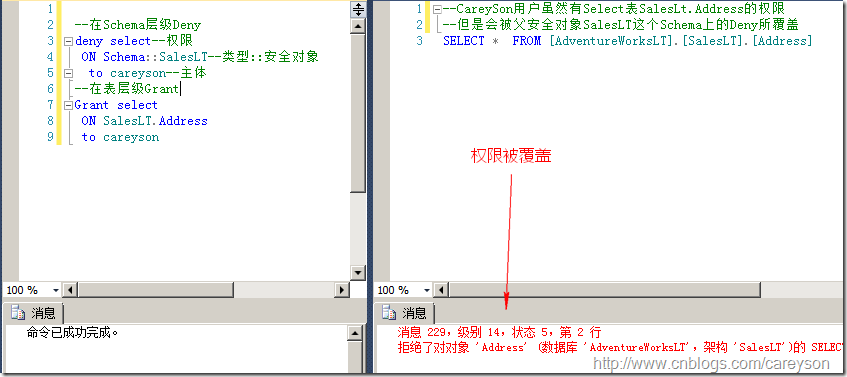 1
2 --在Schema层级Deny
3 deny select--权限
4 ON Schema::SalesLT--类型::安全对象
5 to careyson--主体
6 --在表层级Grant
7 Grant select
8 ON SalesLT.Address
9 to careyson
100 %
消息
命令已成功完成。
1 --CareySon用户虽然有Select表SalesLt.Address的权限
2 --但是会被父安全对象SalesLT这个Schema上的Deny所覆盖
3 SELECT * FROM [AdventureWorksLT].[SalesLT].[Address]
权限被覆盖
100 %
消息
消息 229，级别 14，状态 5，第 2 行
拒绝了对对象 'Address' (数据库 'AdventureWorksLT'，架构 'SalesLT')的 SELECT
http://www.cnblogs.com/careyson